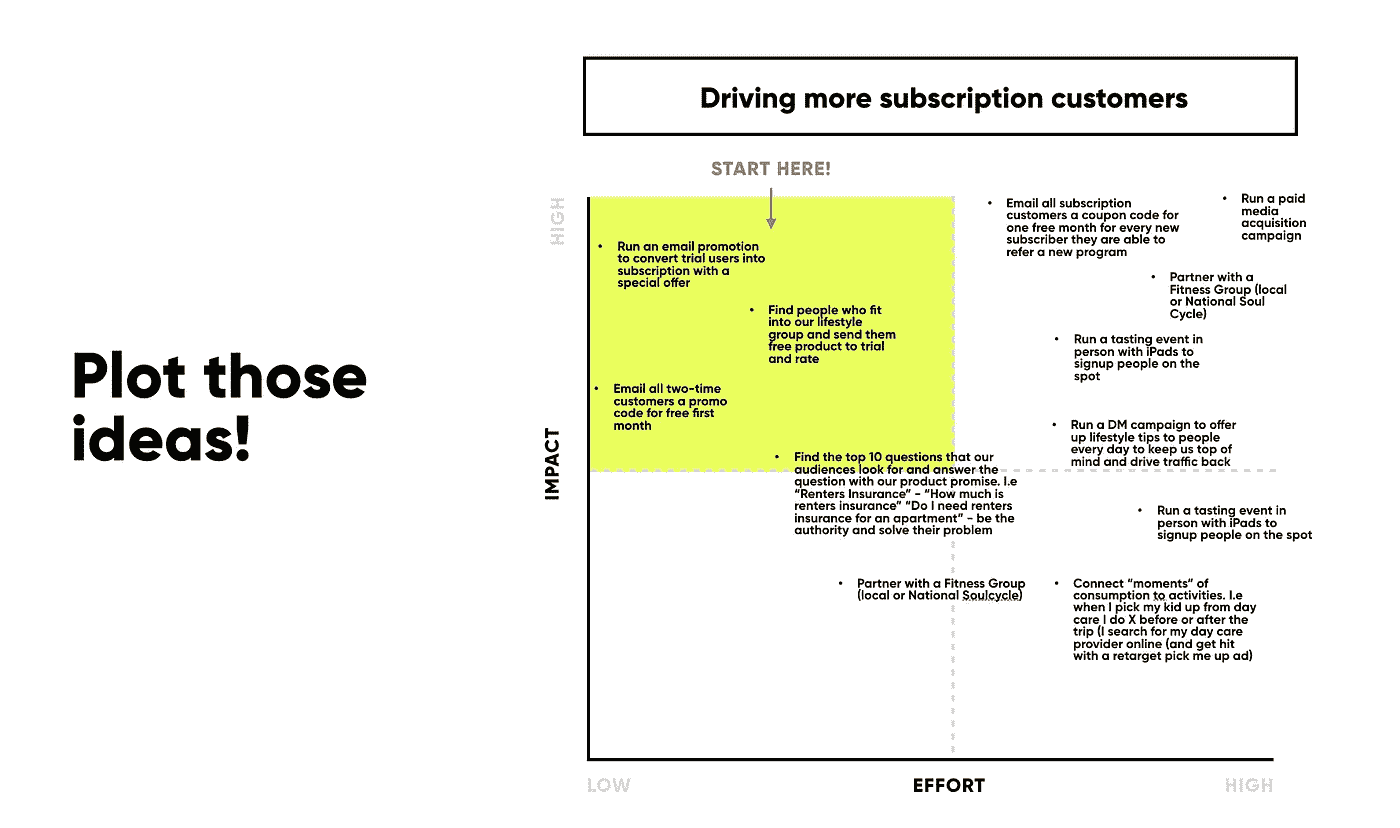 Driving more subscription customers
Plot those
ideas!
START HERE!
HIGH
IMPACT
• Run an email promotion
to convert trial users into
subscription with a
special offer
• Find people who fit
into our lifestyle
group and send them
free product to trial
and rate
• Email all two-time
customers a promo
code for free first
month
• Find the top 10 questions that our
audiences look for and answer the
question with our product promise. I.e
“Renters Insurance” - “How much is
renters insurance” “Do I need renters
insurance for an apartment” - be the
authority and solve their problem
• Email all subscription
customers a coupon code for
one free month for every new
subscriber they are able to
refer a new program
• Run a paid
media
acquisition
campaign
• Partner with a
Fitness Group (local
or National Soul
Cycle)
• Run a tasting event in
person with iPads to
signup people on the
spot
• Run a DM campaign to offer
up lifestyle tips to people
every day to keep us top of
mind and drive traffic back
• Run a tasting event in
person with iPads to
signup people on the spot
• Partner with a Fitness Group
(local or National Soulcycle)
• Connect “moments” of
consumption to activities. I.e
when I pick my kid up from day
care I do X before or after the
trip (I search for my day care
provider online (and get hit
with a retarget pick me up ad)
LOW
EFFORT
HIGH